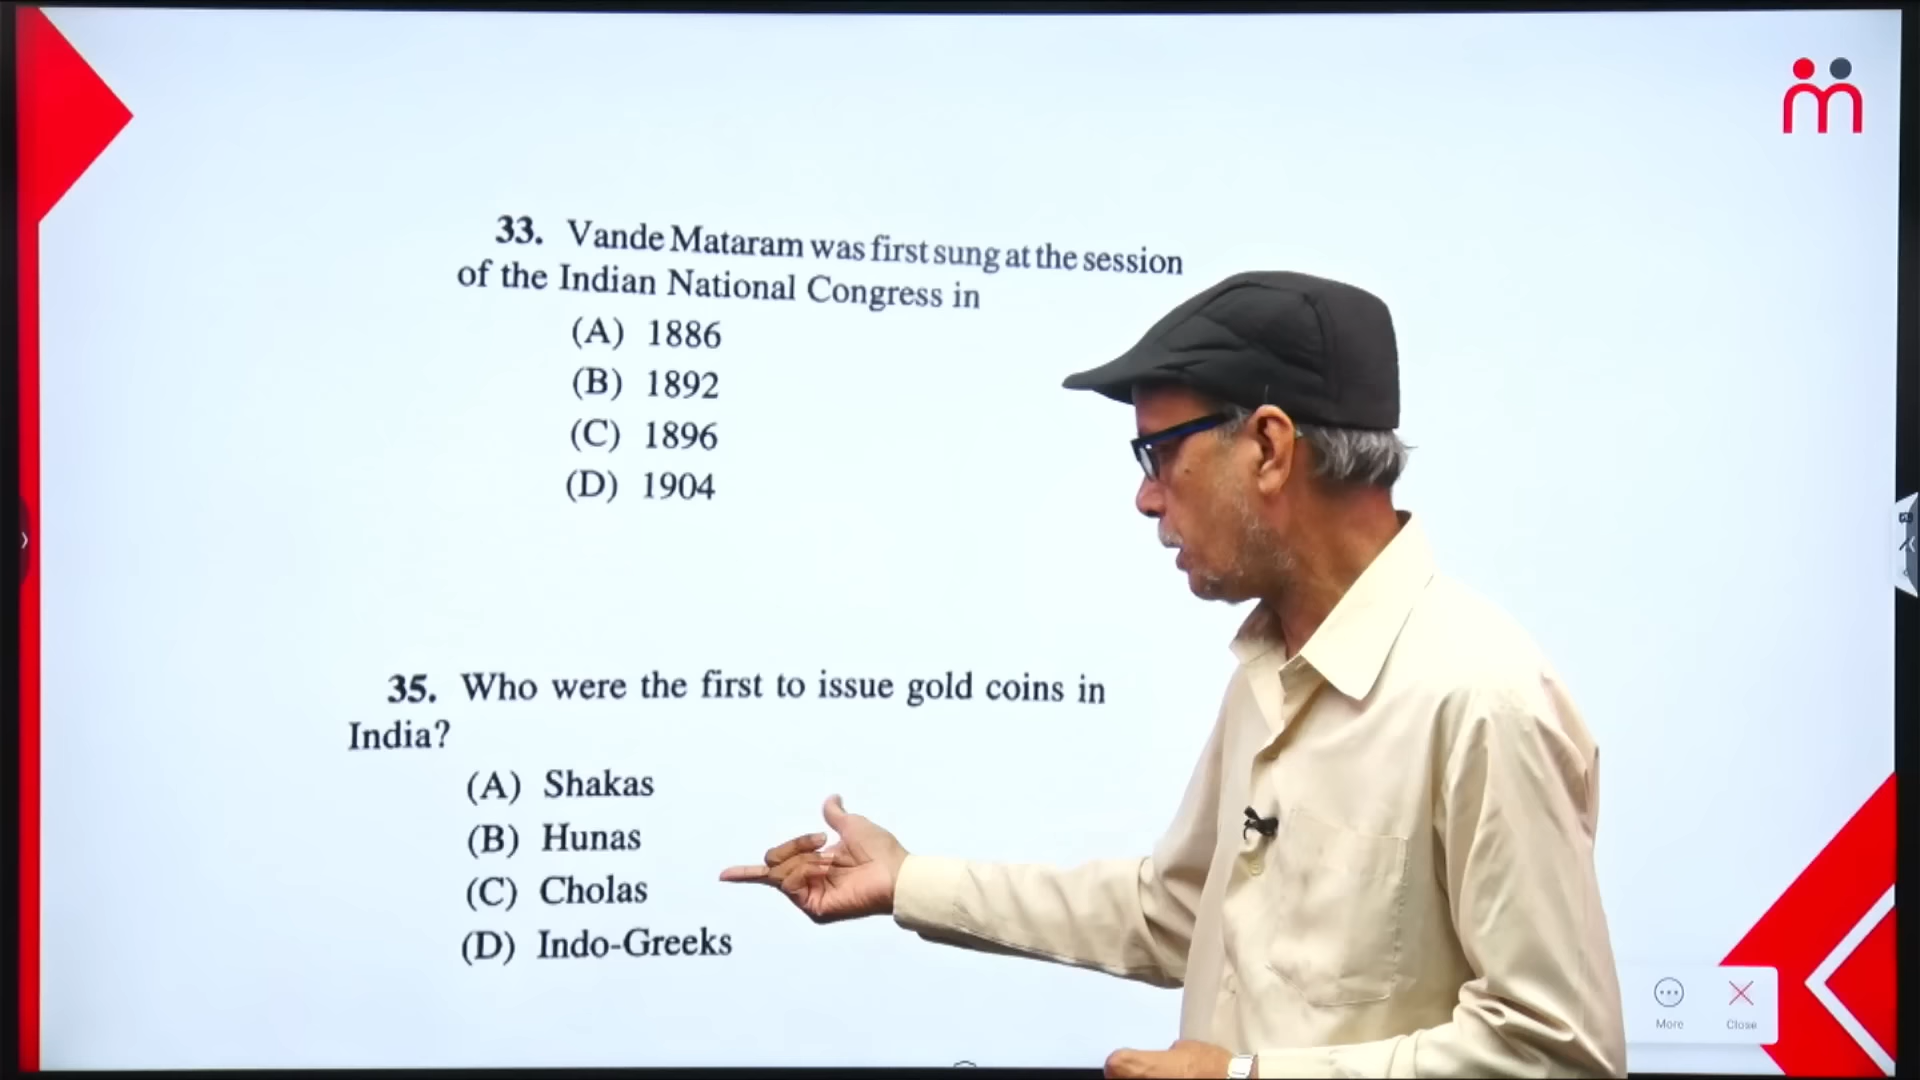 33. Vande Mataram was first sung at the session
of the Indian National Congress in
(A) 1886
(B) 1892
(C) 1896
(D) 1904
35. Who were the first to issue gold coins in
India?
(A) Shakas
(B) Hunas
(C) Cholas
(D) Indo-Greeks
More
Close